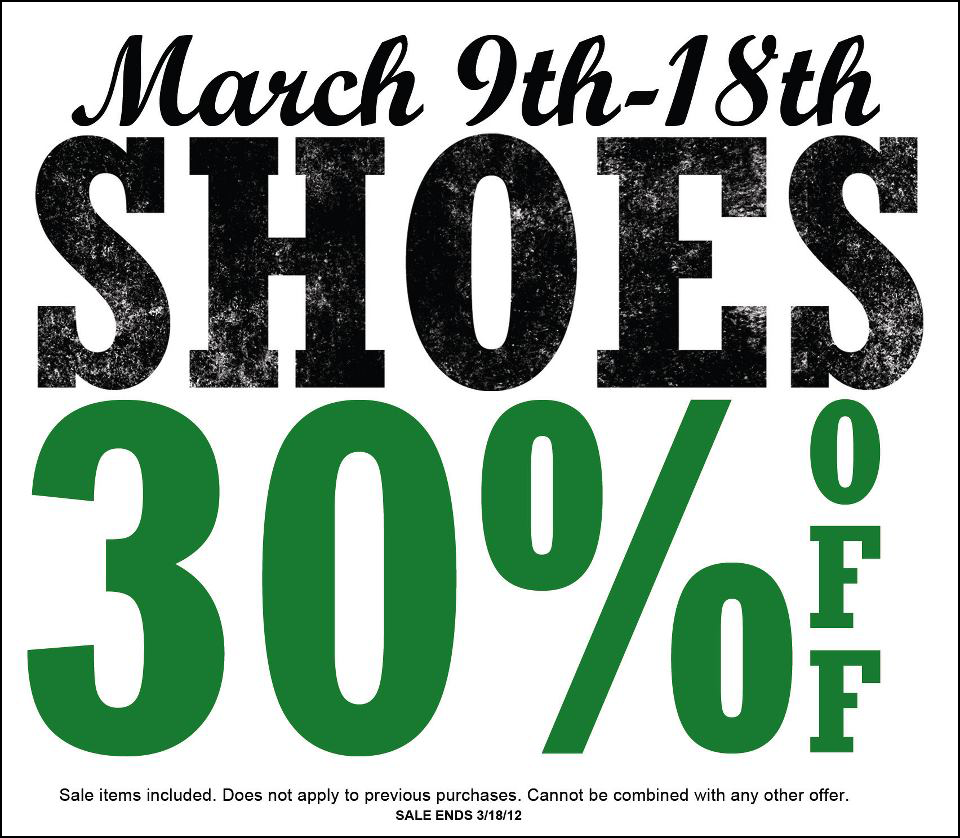 March 9th-18th
SHOES
30% OFF
Sale items included. Does not apply to previous purchases. Cannot be combined with any other offer.
SALE ENDS 3/18/12